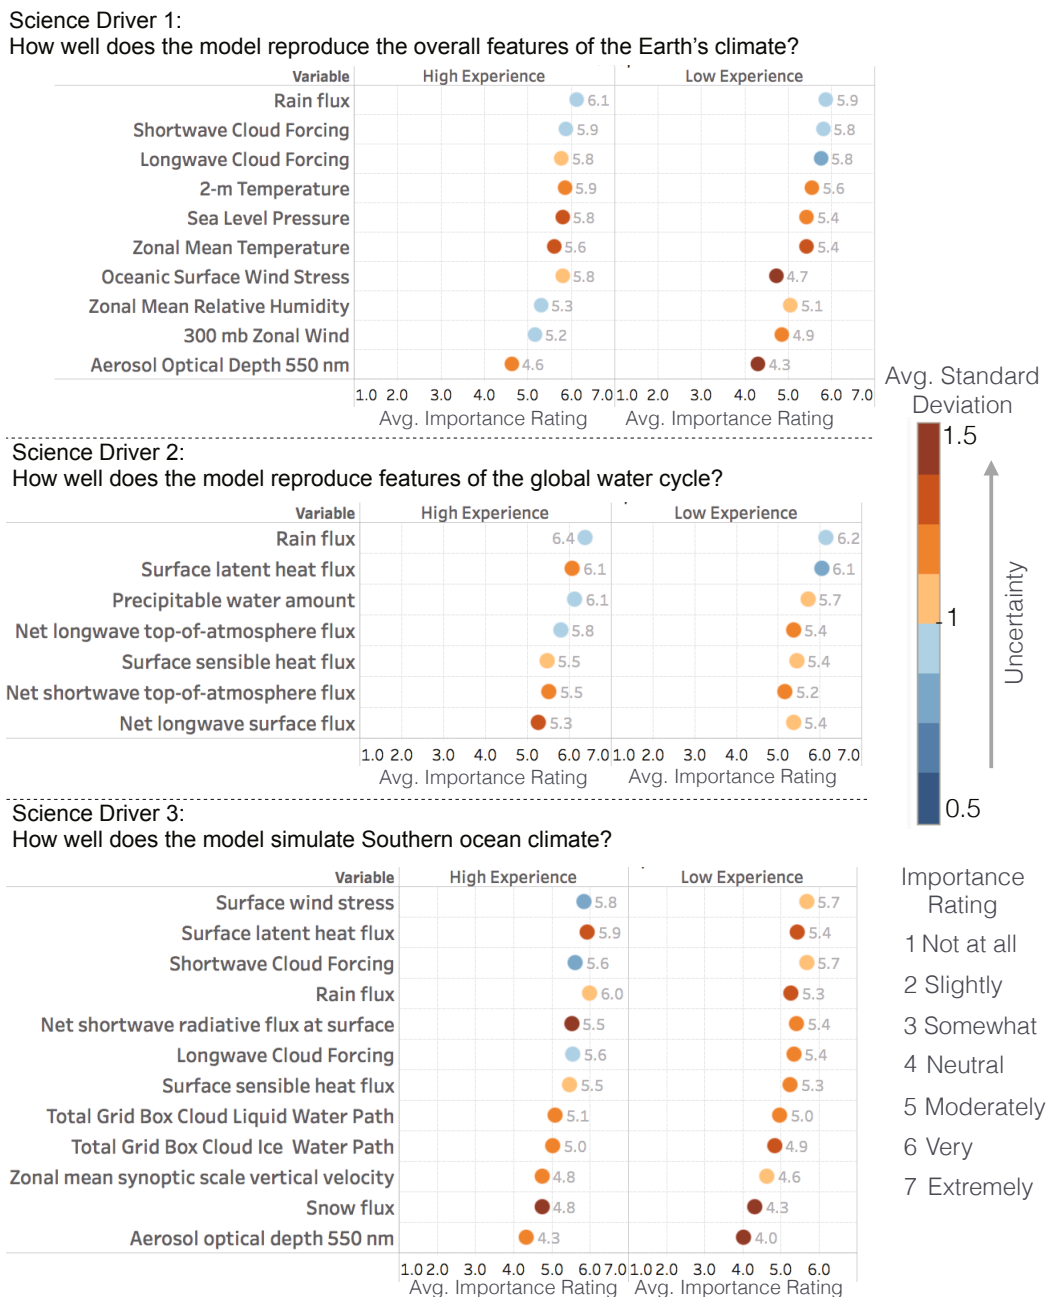 Science Driver 1:
How well does the model reproduce the overall features of the Earth's climate?
Variable High Experience Low Experience
Rain flux 6.1 5.9
Shortwave Cloud Forcing 5.9 5.8
Longwave Cloud Forcing 5.8 5.8
2-m Temperature 5.9 5.6
Sea Level Pressure 5.8 5.4
Zonal Mean Temperature 5.6 5.4
Oceanic Surface Wind Stress 5.8 4.7
Zonal Mean Relative Humidity 5.3 5.1
300 mb Zonal Wind 5.2 4.9
Aerosol Optical Depth 550 nm 4.6 4.3
1.0 2.0 3.0 4.0 5.0 6.0 7.0 1.0 2.0 3.0 4.0 5.0 6.0 7.0
Avg. Importance Rating Avg. Importance Rating
Science Driver 2:
How well does the model reproduce features of the global water cycle?
Variable High Experience Low Experience
Rain flux 6.4 6.2
Surface latent heat flux 6.1 6.1
Precipitable water amount 6.1 5.7
Net longwave top-of-atmosphere flux 5.8 5.4
Surface sensible heat flux 5.5 5.4
Net shortwave top-of-atmosphere flux 5.5 5.2
Net longwave surface flux 5.3 5.4
1.0 2.0 3.0 4.0 5.0 6.0 7.0 1.0 2.0 3.0 4.0 5.0 6.0 7.0
Avg. Importance Rating Avg. Importance Rating
Science Driver 3:
How well does the model simulate Southern ocean climate?
Variable High Experience Low Experience
Surface wind stress 5.8 5.7
Surface latent heat flux 5.9 5.4
Shortwave Cloud Forcing 5.6 5.7
Rain flux 6.0 5.3
Net shortwave radiative flux at surface 5.5 5.4
Longwave Cloud Forcing 5.6 5.4
Surface sensible heat flux 5.5 5.3
Total Grid Box Cloud Liquid Water Path 5.1 5.0
Total Grid Box Cloud Ice Water Path 5.0 4.9
Zonal mean synoptic scale vertical velocity 4.8 4.6
Snow flux 4.8 4.3
Aerosol optical depth 550 nm 4.3 4.0
1.0 2.0 3.0 4.0 5.0 6.0 7.0 1.0 2.0 3.0 4.0 5.0 6.0
Avg. Importance Rating Avg. Importance Rating
Avg. Standard
Deviation
1.5
1
0.5
Uncertainty
Importance
Rating
1 Not at all
2 Slightly
3 Somewhat
4 Neutral
5 Moderately
6 Very
7 Extremely